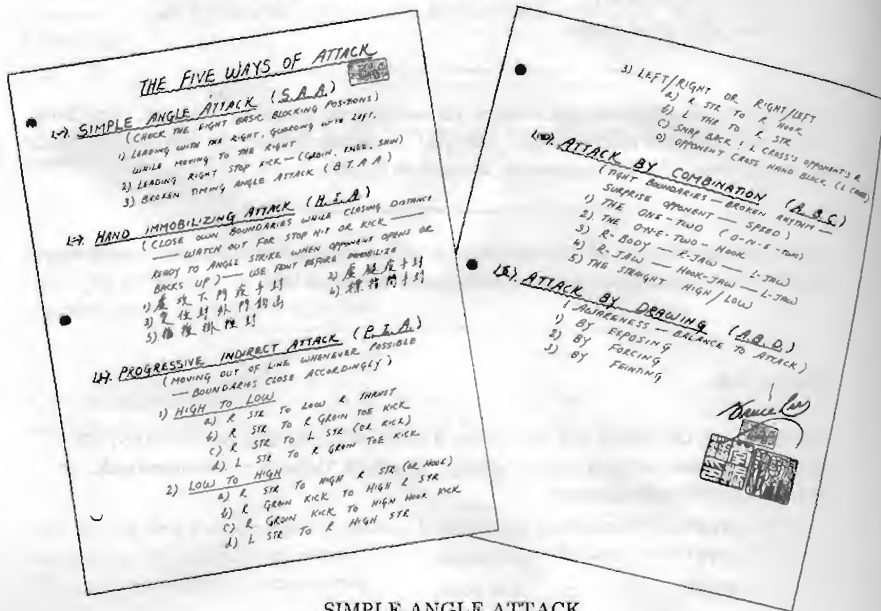 THE FIVE WAYS OF ATTACK
(一). SIMPLE ANGLE ATTACK (S.A.A.)
(CHECK THE EIGHT BASIC BLOCKING POSITIONS)
1) LEADING WITH THE RIGHT, GUARDING WITH LEFT,
WHILE MOVING TO THE RIGHT
2) LEADING RIGHT STOP KICK — (GROIN, KNEE, SHIN)
3) BROKEN TIMING ANGLE ATTACK (B.T.A.A)
(二). HAND IMMOBILIZING ATTACK (H.I.A.)
(CLOSE OWN BOUNDARIES WHILE CLOSING DISTANCE
— WATCH OUT FOR STOP HIT OR KICK —
READY TO ANGLE STRIKE WHEN OPPONENT OPENS OR
BACKS UP) — USE FEINT BEFORE IMMOBILIZE
1)
2)
3)
4)
5)
(三). PROGRESSIVE INDIRECT ATTACK (P.I.A.)
(MOVING OUT OF LINE WHENEVER POSSIBLE
— BOUNDARIES CLOSE ACCORDINGLY)
1) HIGH TO LOW
a) R STR TO LOW R THRUST
b) R STR TO R GROIN TOE KICK
c) R STR TO L STR (OR KICK)
d). L STR TO R GROIN TOE KICK
2) LOW TO HIGH
a) R STR TO HIGH R STR (OR HOOK)
b) R GROIN KICK TO HIGH R STR
c) R GROIN KICK TO HIGH HOOK KICK
d) L STR TO R HIGH STR
3) LEFT/RIGHT OR RIGHT/LEFT
a) R STR TO R HOOK
b) L THR TO R STR
c) SNAP BACK; L CROSS'S OPPONENT'S R
d) OPPONENT CROSS HAND BLOCK
(四). ATTACK BY COMBINATION (A.B.C.)
(TIGHT BOUNDARIES — BROKEN RHYTHM —
SURPRISE OPPONENT — SPEED)
1) THE ONE-TWO (O-N-E-TWO)
2) THE ONE-TWO-HOOK
3) R-BODY — R-JAW — L-JAW
4) R-JAW — HOOK-JAW — L-JAW
5) THE STRAIGHT HIGH/LOW
(五). ATTACK BY DRAWING (A.B.D.)
(AWARENESS — BALANCE TO ATTACK)
1) BY EXPOSING
2) BY FORCING
3) BY FEINTING
Bruce Lee
SIMPLE ANGLE ATTACK